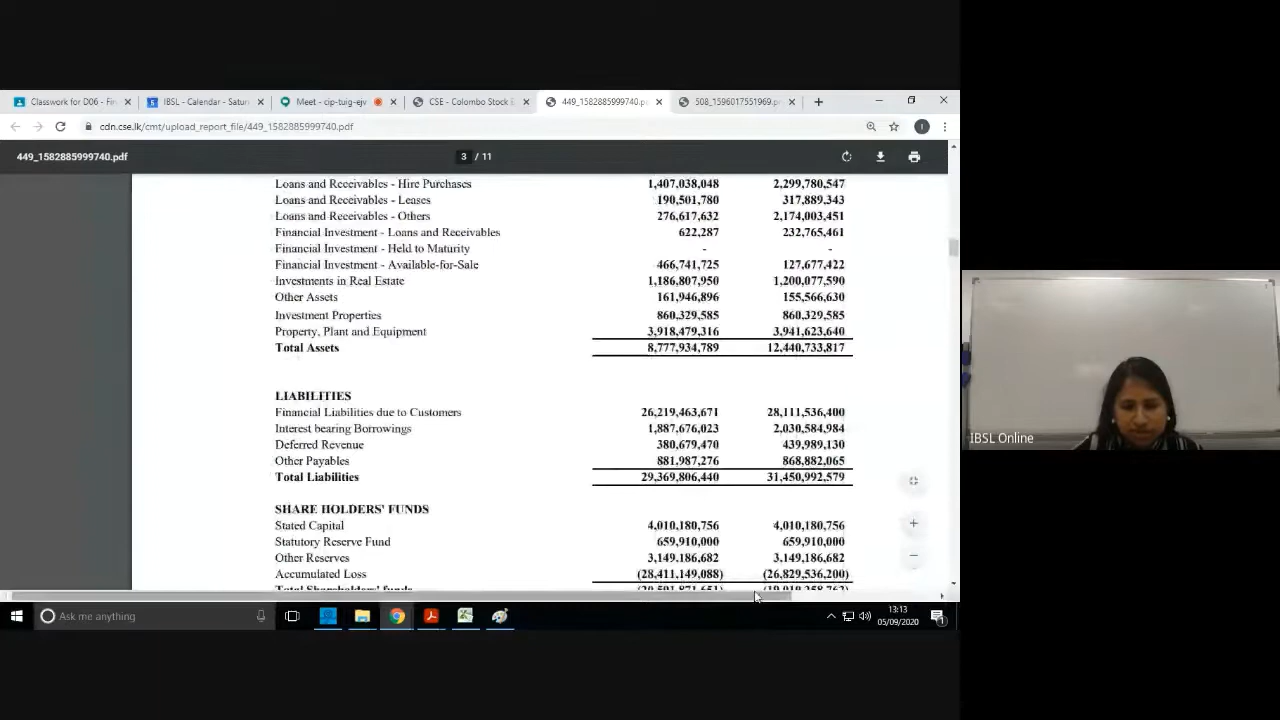 Classwork for D06 - Fin
IBSL - Calendar - Satur
Meet - cip-tuig-ejv
CSE - Colombo Stock E
449_1582885999740.p
508_1596017551969.p
cdn.cse.lk/cmt/upload_report_file/449_1582885999740.pdf
449_1582885999740.pdf
3 / 11
Loans and Receivables - Hire Purchases 1,407,038,048 2,299,780,547
Loans and Receivables - Leases 190,501,780 317,889,343
Loans and Receivables - Others 276,617,632 2,174,003,451
Financial Investment - Loans and Receivables 622,287 232,765,461
Financial Investment - Held to Maturity - -
Financial Investment - Available-for-Sale 466,741,725 127,677,422
Investments in Real Estate 1,186,807,950 1,200,077,590
Other Assets 161,946,896 155,566,630
Investment Properties 860,329,585 860,329,585
Property, Plant and Equipment 3,918,479,316 3,941,623,640
Total Assets 8,777,934,789 12,440,733,817
LIABILITIES
Financial Liabilities due to Customers 26,219,463,671 28,111,536,400
Interest bearing Borrowings 1,887,676,023 2,030,584,984
Deferred Revenue 380,679,470 439,989,130
Other Payables 881,987,276 868,882,065
Total Liabilities 29,369,806,440 31,450,992,579
SHARE HOLDERS' FUNDS
Stated Capital 4,010,180,756 4,010,180,756
Statutory Reserve Fund 659,910,000 659,910,000
Other Reserves 3,149,186,682 3,149,186,682
Accumulated Loss (28,411,149,088) (26,829,536,200)
Total Shareholders' funds (20,591,871,651) (19,010,258,762)
IBSL Online
Ask me anything
13:13
05/09/2020